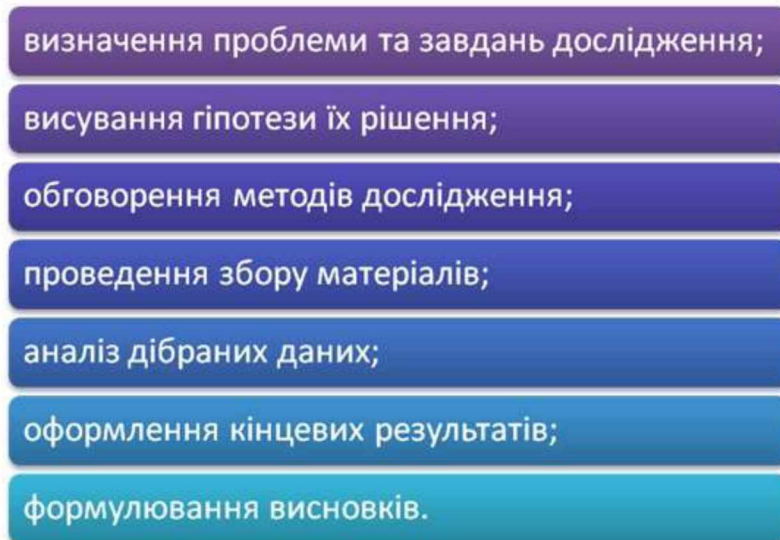 визначення проблеми та завдань дослідження;
висування гіпотези їх рішення;
обговорення методів дослідження;
проведення збору матеріалів;
аналіз дібраних даних;
оформлення кінцевих результатів;
формулювання висновків.